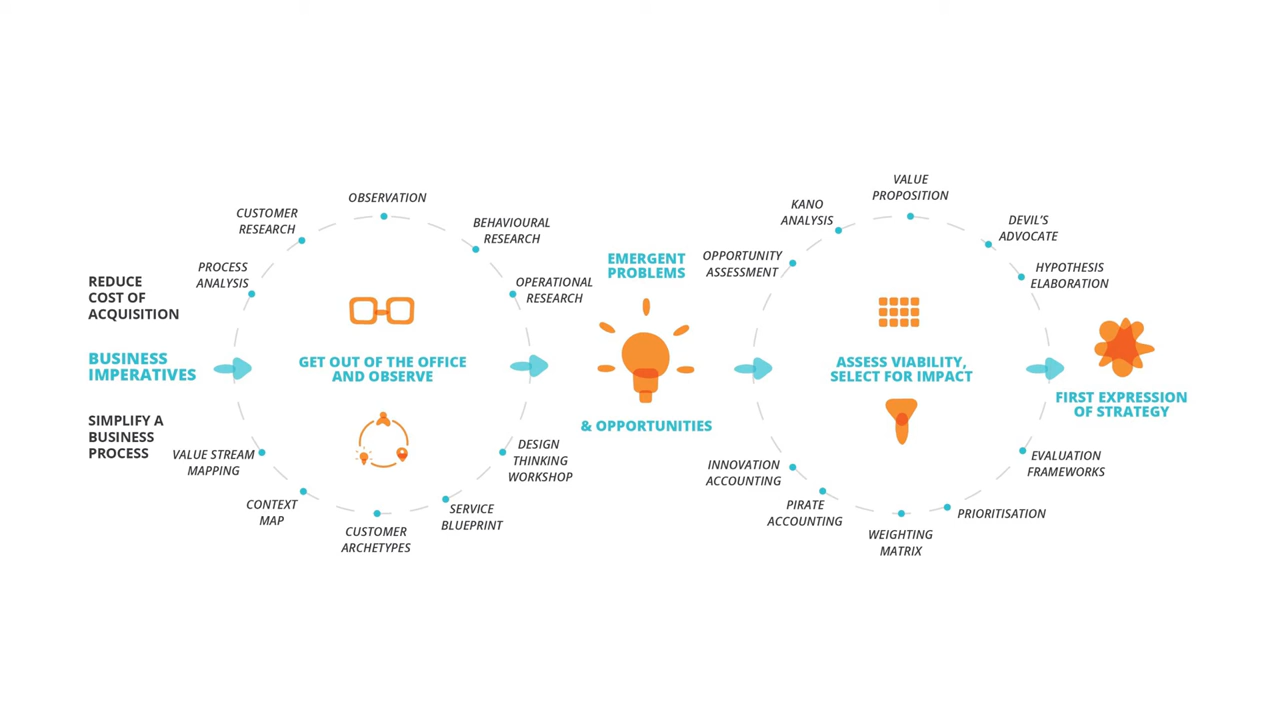 REDUCE
COST OF
ACQUISITION
BUSINESS
IMPERATIVES
SIMPLIFY A
BUSINESS
PROCESS
PROCESS
ANALYSIS
CUSTOMER
RESEARCH
OBSERVATION
BEHAVIOURAL
RESEARCH
OPERATIONAL
RESEARCH
GET OUT OF THE OFFICE
AND OBSERVE
VALUE STREAM
MAPPING
CONTEXT
MAP
CUSTOMER
ARCHETYPES
SERVICE
BLUEPRINT
DESIGN
THINKING
WORKSHOP
EMERGENT
PROBLEMS
& OPPORTUNITIES
OPPORTUNITY
ASSESSMENT
KANO
ANALYSIS
VALUE
PROPOSITION
DEVIL'S
ADVOCATE
HYPOTHESIS
ELABORATION
ASSESS VIABILITY,
SELECT FOR IMPACT
INNOVATION
ACCOUNTING
PIRATE
ACCOUNTING
WEIGHTING
MATRIX
PRIORITISATION
EVALUATION
FRAMEWORKS
FIRST EXPRESSION
OF STRATEGY